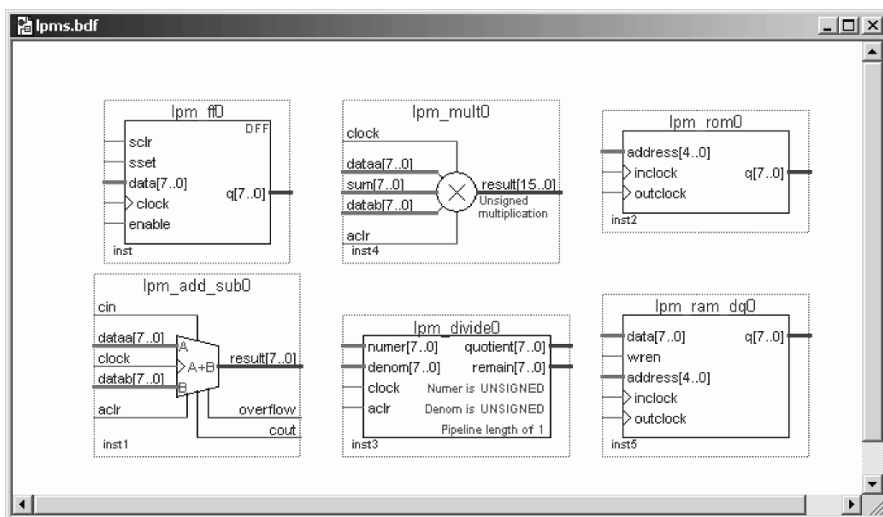 lpms.bdf
lpm_ff0
DFF
sclr
sset
data[7..0]
q[7..0]
clock
enable
inst
lpm_mult0
clock
dataa[7..0]
sum[7..0]
result[15..0]
datab[7..0]
Unsigned
multiplication
aclr
inst4
lpm_rom0
address[4..0]
inclock
q[7..0]
outclock
inst2
lpm_add_sub0
cin
dataa[7..0]
A
clock
A+B
result[7..0]
datab[7..0]
B
aclr
overflow
cout
inst1
lpm_divide0
numer[7..0] quotient[7..0]
denom[7..0] remain[7..0]
clock Numer is UNSIGNED
aclr Denom is UNSIGNED
Pipeline length of 1
inst3
lpm_ram_dq0
data[7..0] q[7..0]
wren
address[4..0]
inclock
outclock
inst5